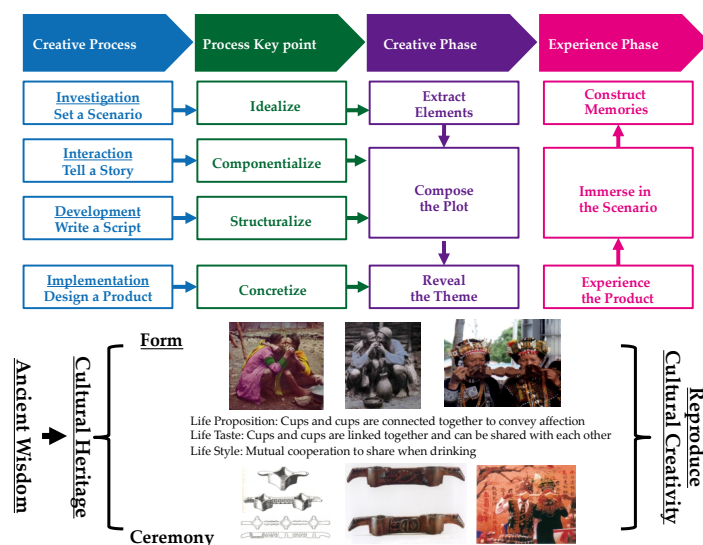 Creative Process
Process Key point
Creative Phase
Experience Phase
Investigation
Set a Scenario
Idealize
Extract
Elements
Construct
Memories
Interaction
Tell a Story
Componentialize
Compose
the Plot
Immerse in
the Scenario
Development
Write a Script
Structuralize
Implementation
Design a Product
Concretize
Reveal
the Theme
Experience
the Product
Form
Ancient Wisdom
Cultural Heritage
Life Proposition: Cups and cups are connected together to convey affection
Life Taste: Cups and cups are linked together and can be shared with each other
Life Style: Mutual cooperation to share when drinking
Reproduce
Cultural Creativity
Ceremony